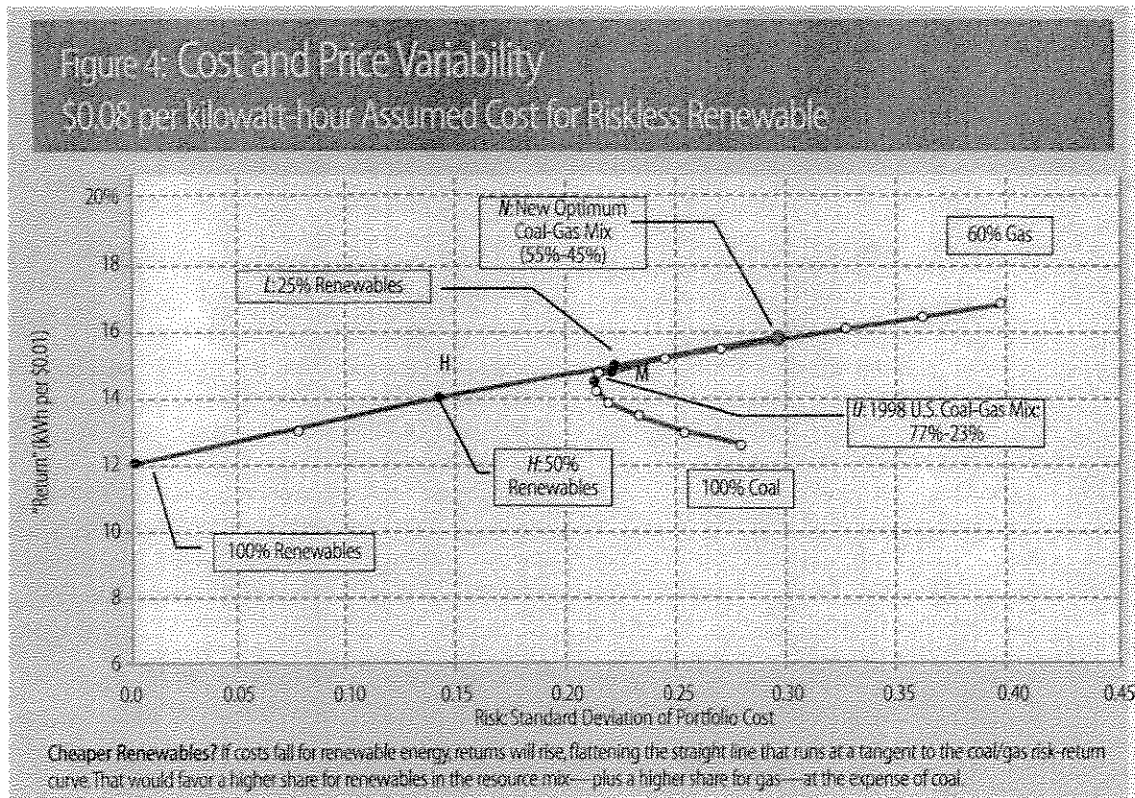 Figure 4: Cost and Price Variability
$0.08 per kilowatt-hour Assumed Cost for Riskless Renewable
20%
18
16
14
12
10
8
6
"Return" (kWh per $0.01)
N: New Optimum
Coal-Gas Mix
(55%-45%)
60% Gas
L: 25% Renewables
H
M
U: 1998 U.S. Coal-Gas Mix:
77%-23%
H: 50%
Renewables
100% Coal
100% Renewables
0.0 0.05 0.10 0.15 0.20 0.25 0.30 0.35 0.40 0.45
Risk: Standard Deviation of Portfolio Cost
Cheaper Renewables? If costs fall for renewable energy, returns will rise, flattening the straight line that runs at a tangent to the coal/gas risk-return
curve. That would favor a higher share for renewables in the resource mix—plus a higher share for gas—at the expense of coal.